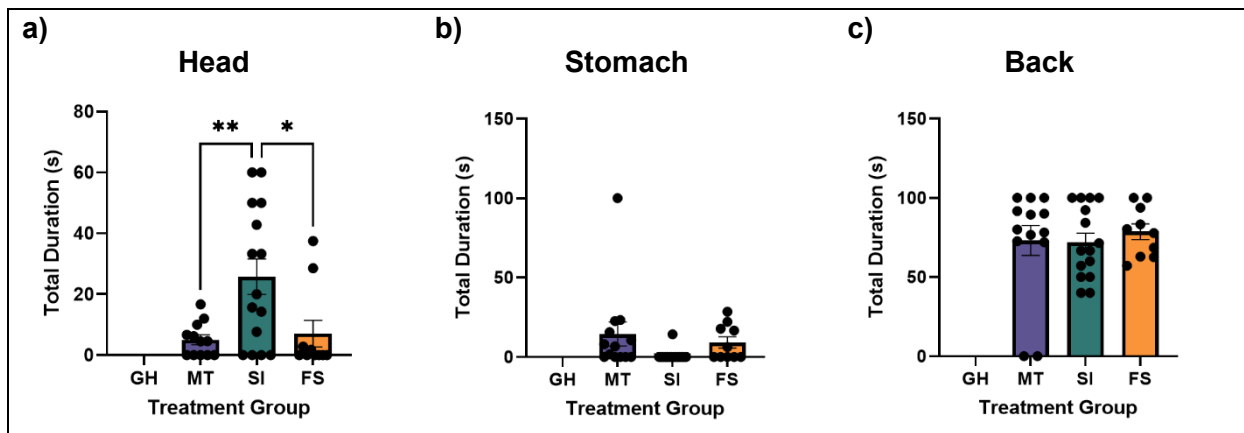 a)
Head
Total Duration (s)
80
60
40
20
0
** *
GH MT SI FS
Treatment Group
b)
Stomach
Total Duration (s)
150
100
50
0
GH MT SI FS
Treatment Group
c)
Back
Total Duration (s)
150
100
50
0
GH MT SI FS
Treatment Group